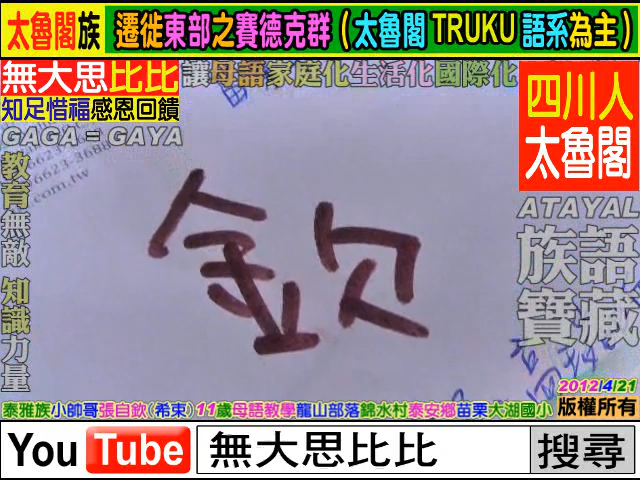 太魯閣族 遷徙東部之賽德克群(太魯閣 TRUKU 語系為主)
無大思比比 讓母語家庭化生活化國際化
四川人
太魯閣
知足惜福感恩回饋
GAGA = GAYA
6623-3688
.com.tw
教育無敵 知識力量
欽
ATAYAL
族語
寶藏
2012/4/21
泰雅族小帥哥張自欽(希束)11歲母語教學龍山部落錦水村泰安鄉苗栗大湖國小 版權所有
YouTube 無大思比比 搜尋